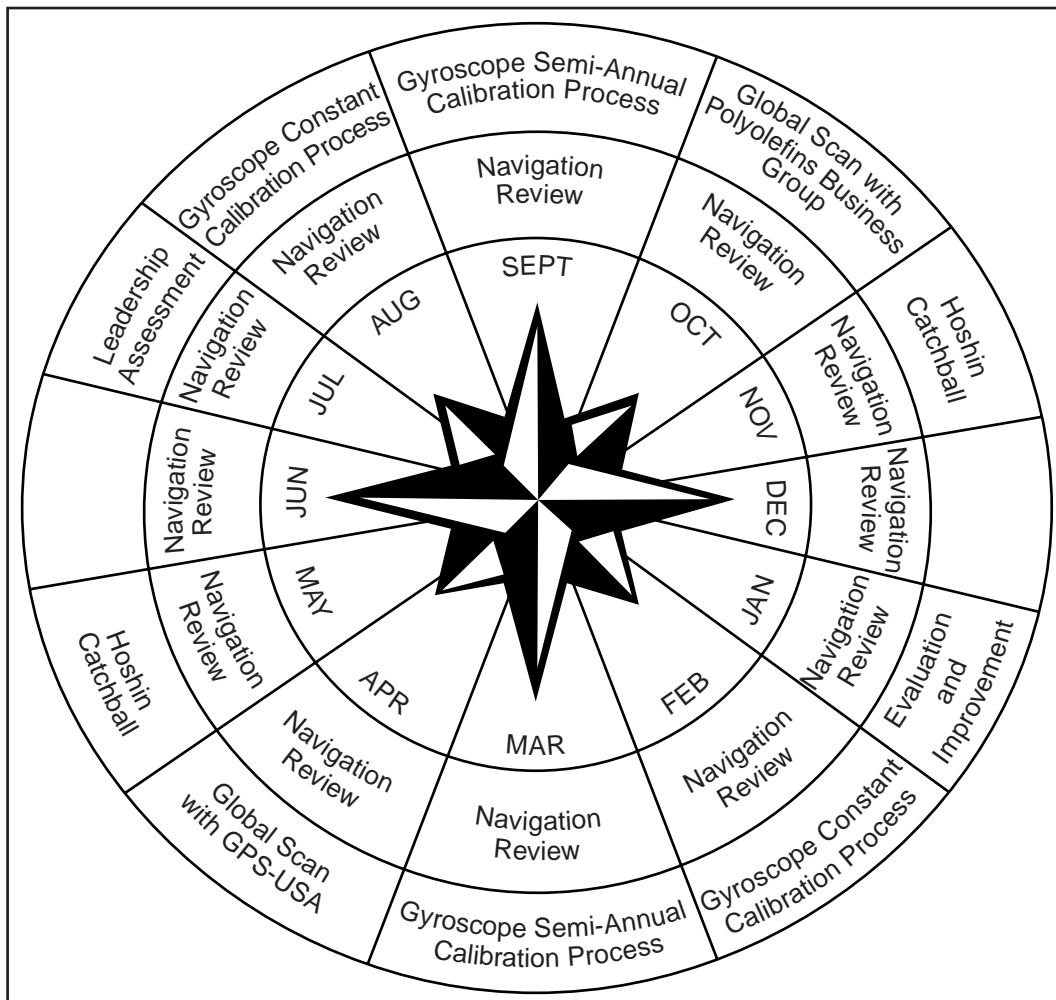 Gyroscope Semi-Annual
Calibration Process
Navigation
Review
SEPT
Global Scan with
Polyolefins Business
Group
Navigation
Review
OCT
Hoshin
Catchball
Navigation
Review
NOV
Navigation
Review
DEC
Evaluation
and
Improvement
Navigation
Review
JAN
Gyroscope Constant
Calibration Process
Navigation
Review
FEB
Gyroscope Semi-Annual
Calibration Process
Navigation
Review
MAR
Global Scan
with GPS-USA
Navigation
Review
APR
Hoshin
Catchball
Navigation
Review
MAY
Navigation
Review
JUN
Leadership
Assessment
Navigation
Review
JUL
Gyroscope Constant
Calibration Process
Navigation
Review
AUG